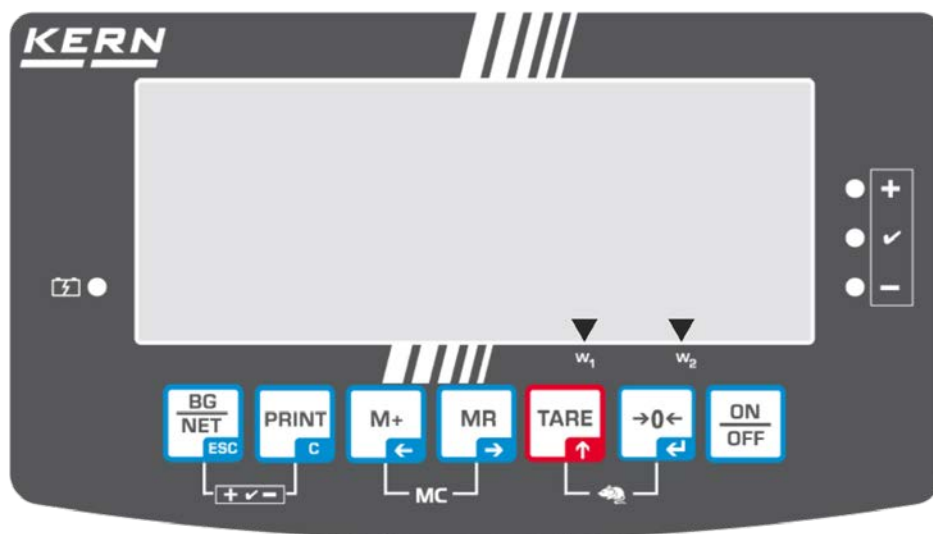 KERN
+
✓
−
W₁ W₂
BG
NET
ESC
PRINT
C
M+
←
MR
→
TARE
↑
→0←
↵
ON
OFF
+ ✓ −
MC